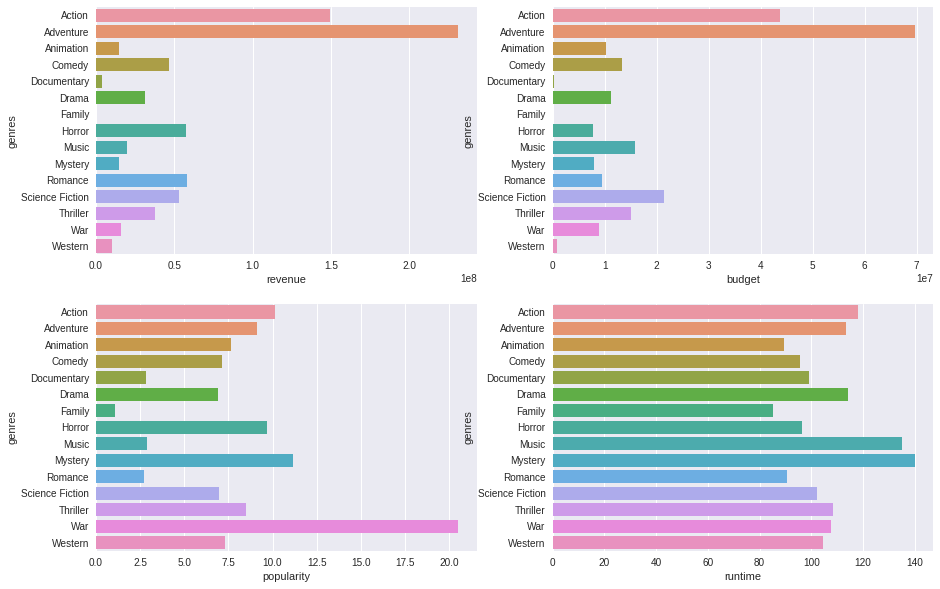 Action
Adventure
Animation
Comedy
Documentary
Drama
Family
Horror
Music
Mystery
Romance
Science Fiction
Thriller
War
Western
genres
0.0 0.5 1.0 1.5 2.0
1e8
revenue
Action
Adventure
Animation
Comedy
Documentary
Drama
Family
Horror
Music
Mystery
Romance
Science Fiction
Thriller
War
Western
genres
0 1 2 3 4 5 6 7
1e7
budget
Action
Adventure
Animation
Comedy
Documentary
Drama
Family
Horror
Music
Mystery
Romance
Science Fiction
Thriller
War
Western
genres
0.0 2.5 5.0 7.5 10.0 12.5 15.0 17.5 20.0
popularity
Action
Adventure
Animation
Comedy
Documentary
Drama
Family
Horror
Music
Mystery
Romance
Science Fiction
Thriller
War
Western
genres
0 20 40 60 80 100 120 140
runtime